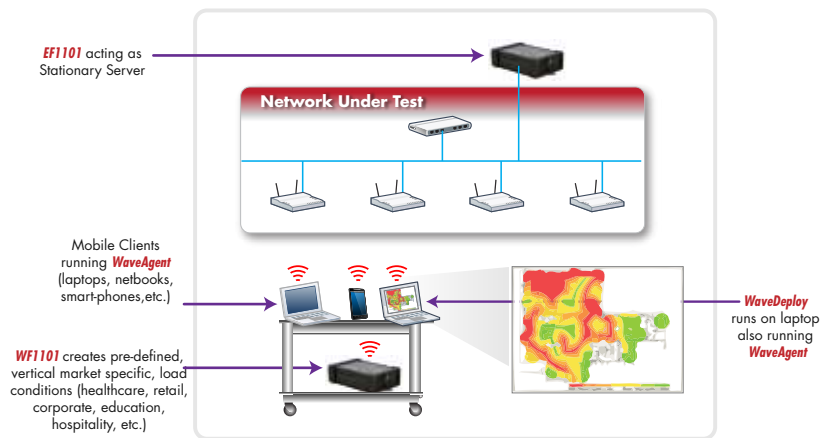 EF1101 acting as
Stationary Server
Network Under Test
Mobile Clients
running WaveAgent
(laptops, netbooks,
smart-phones,etc.)
WaveDeploy
runs on laptop
also running
WaveAgent
WF1101 creates pre-defined,
vertical market specific, load
conditions (healthcare, retail,
corporate, education,
hospitality, etc.)